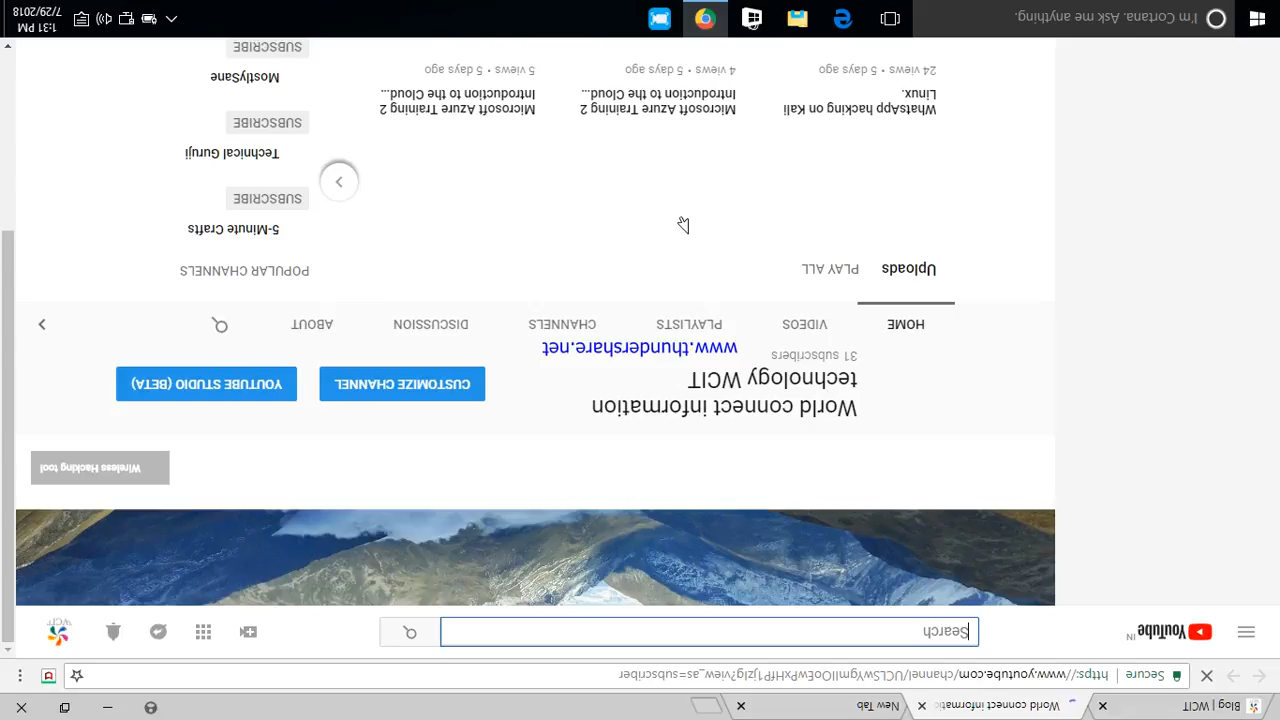 Blog | WCIT
World connect informatic
New Tab
Secure
https://www.youtube.com/channel/UCLSwYgmIIOoEwPxHfP1jzIg?view_as=subscriber
YouTube IN
Search
WCIT
Wireless Hacking tool
World connect information
technology WCIT
31 subscribers
www.thundershare.net
CUSTOMIZE CHANNEL
YOUTUBE STUDIO (BETA)
HOME
VIDEOS
PLAYLISTS
CHANNELS
DISCUSSION
ABOUT
Uploads
PLAY ALL
WhatsApp hacking on Kali
Linux.
24 views • 5 days ago
Microsoft Azure Training 2
Introduction to the Cloud...
4 views • 5 days ago
Microsoft Azure Training 2
Introduction to the Cloud...
5 views • 5 days ago
POPULAR CHANNELS
5-Minute Crafts
SUBSCRIBE
Technical Guruji
SUBSCRIBE
MostlySane
SUBSCRIBE
I'm Cortana. Ask me anything.
1:31 PM
7/29/2018